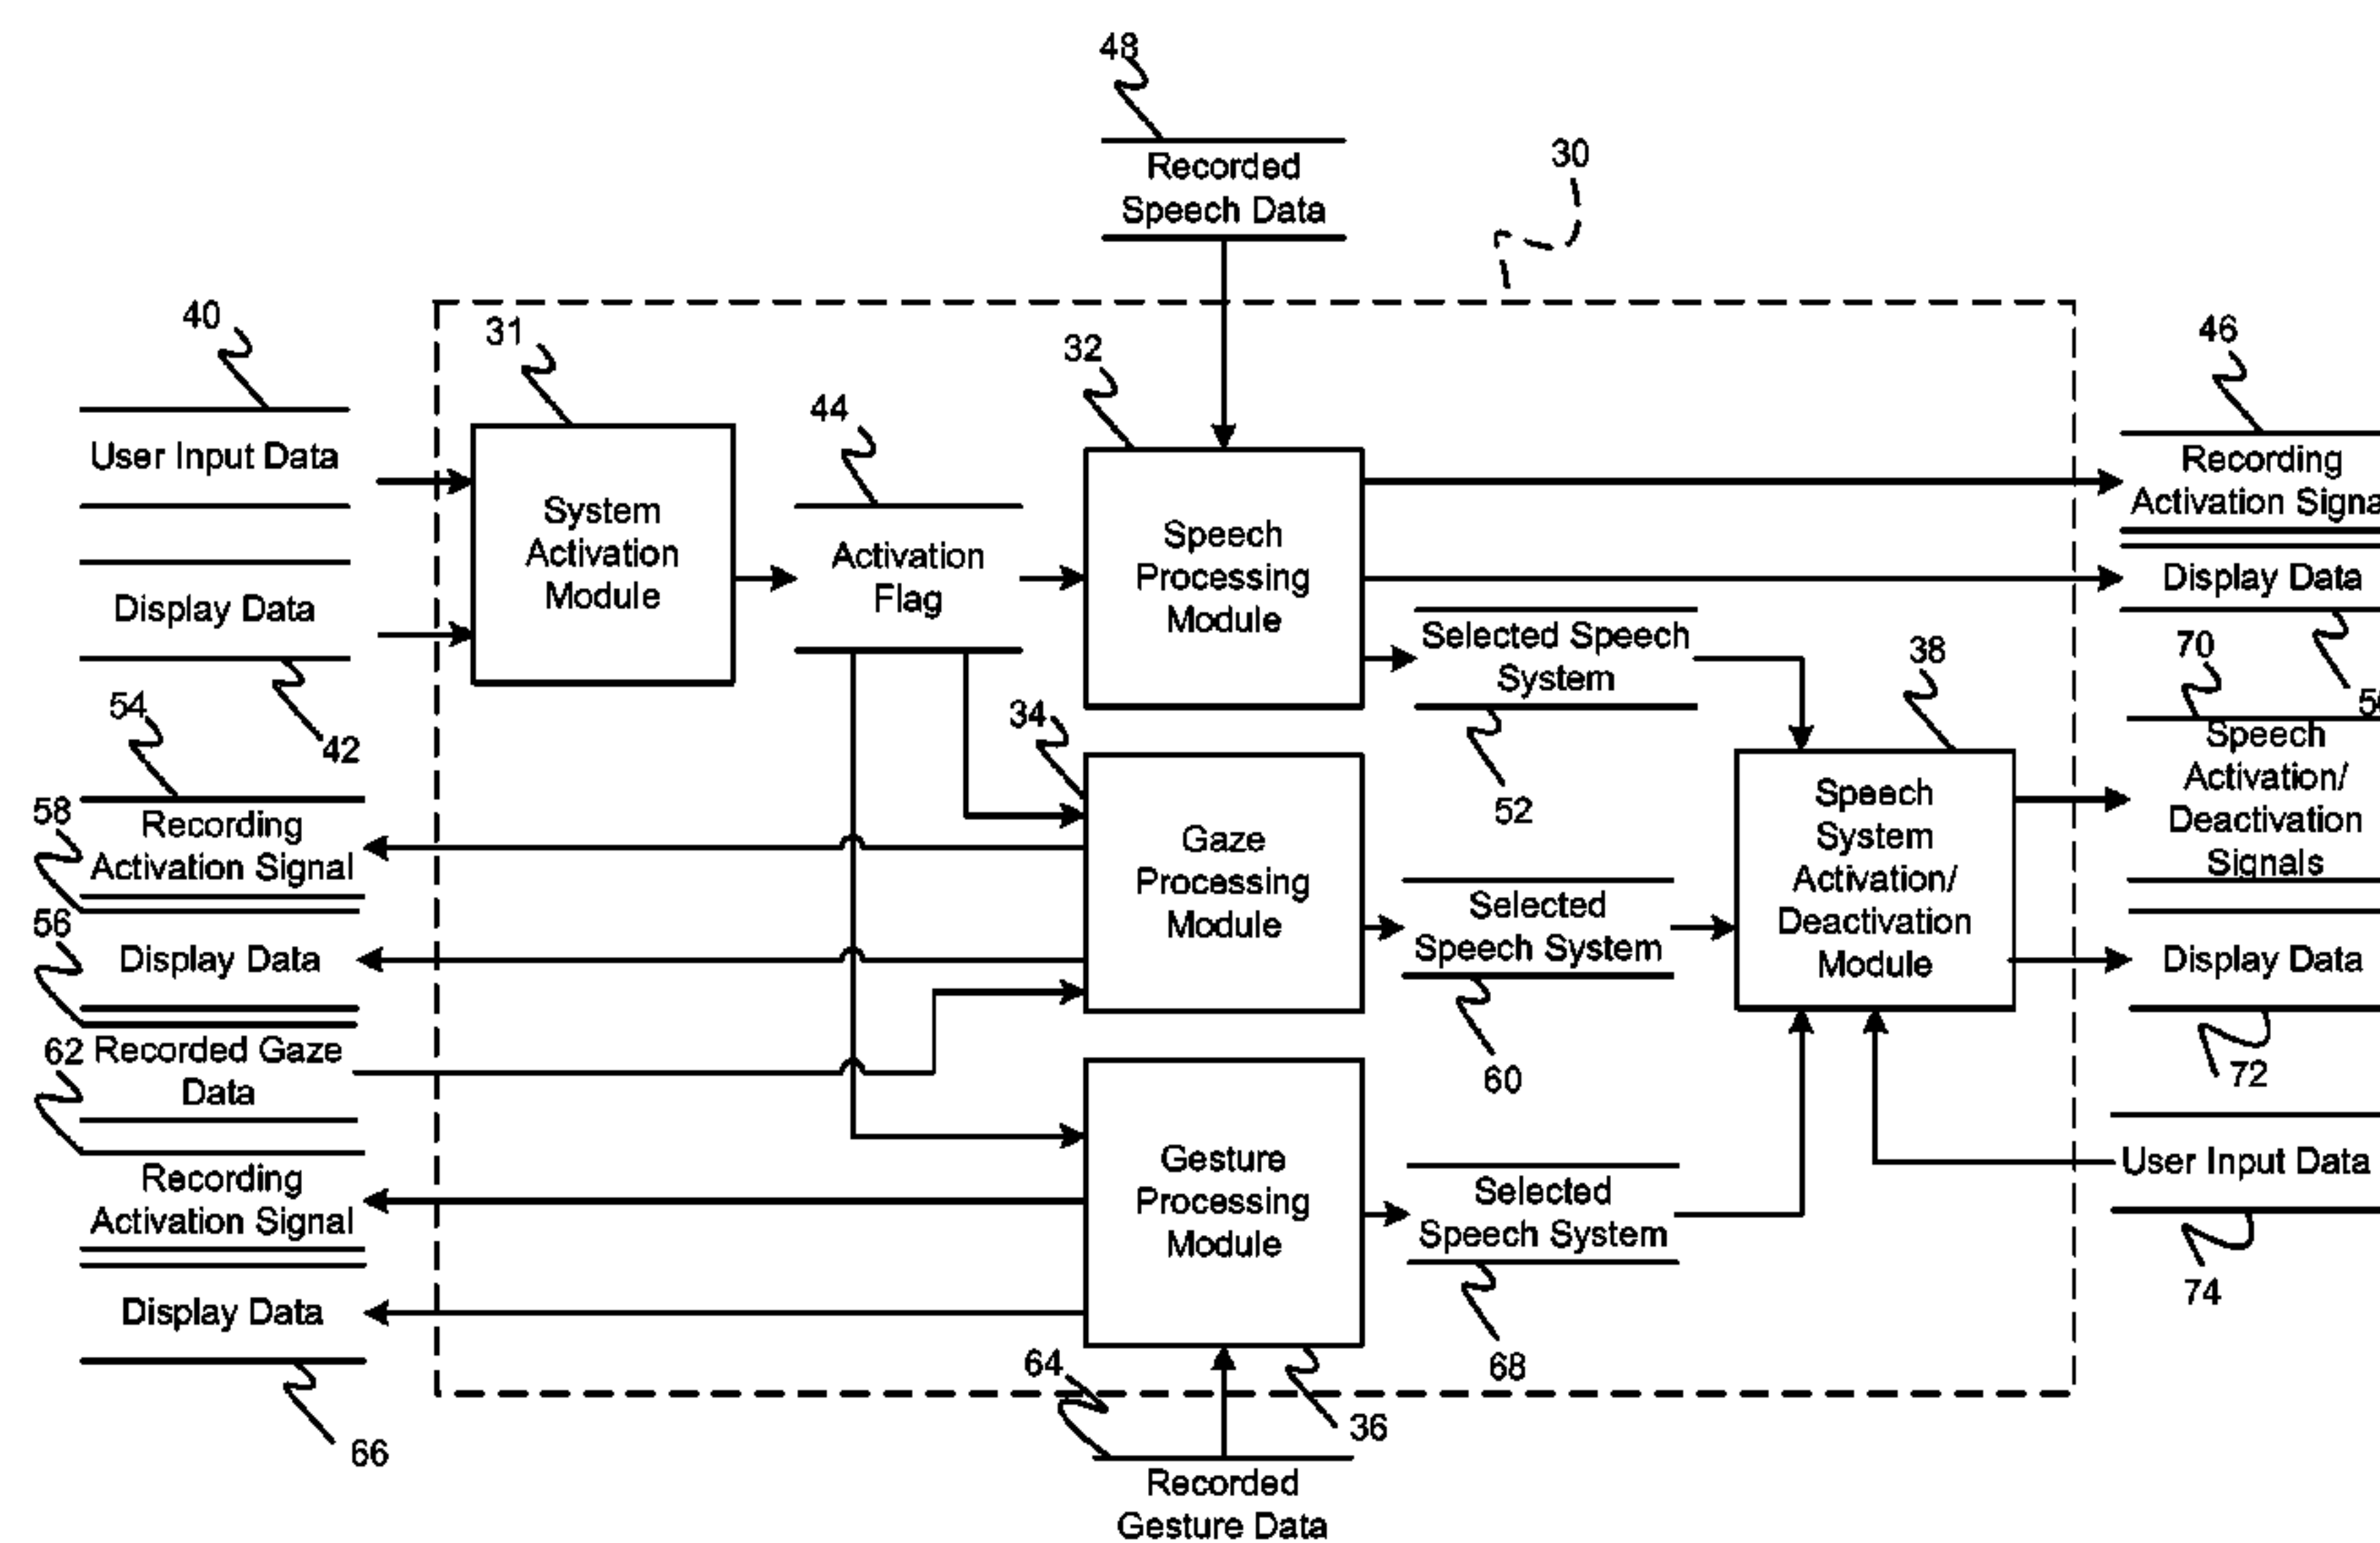 48
Recorded
Speech Data
30
40
User Input Data
Display Data
42
31
System
Activation
Module
44
Activation
Flag
32
Speech
Processing
Module
46
Recording
Activation Signa
Display Data
70
Speech
Activation/
Deactivation
Signals
Display Data
72
User Input Data
74
Selected Speech
System
52
38
Speech
System
Activation/
Deactivation
Module
34
Gaze
Processing
Module
Selected
Speech System
60
54
58
Recording
Activation Signal
56
Display Data
62
Recorded Gaze
Data
Recording
Activation Signal
Display Data
66
Gesture
Processing
Module
Selected
Speech System
68
64
36
Recorded
Gesture Data